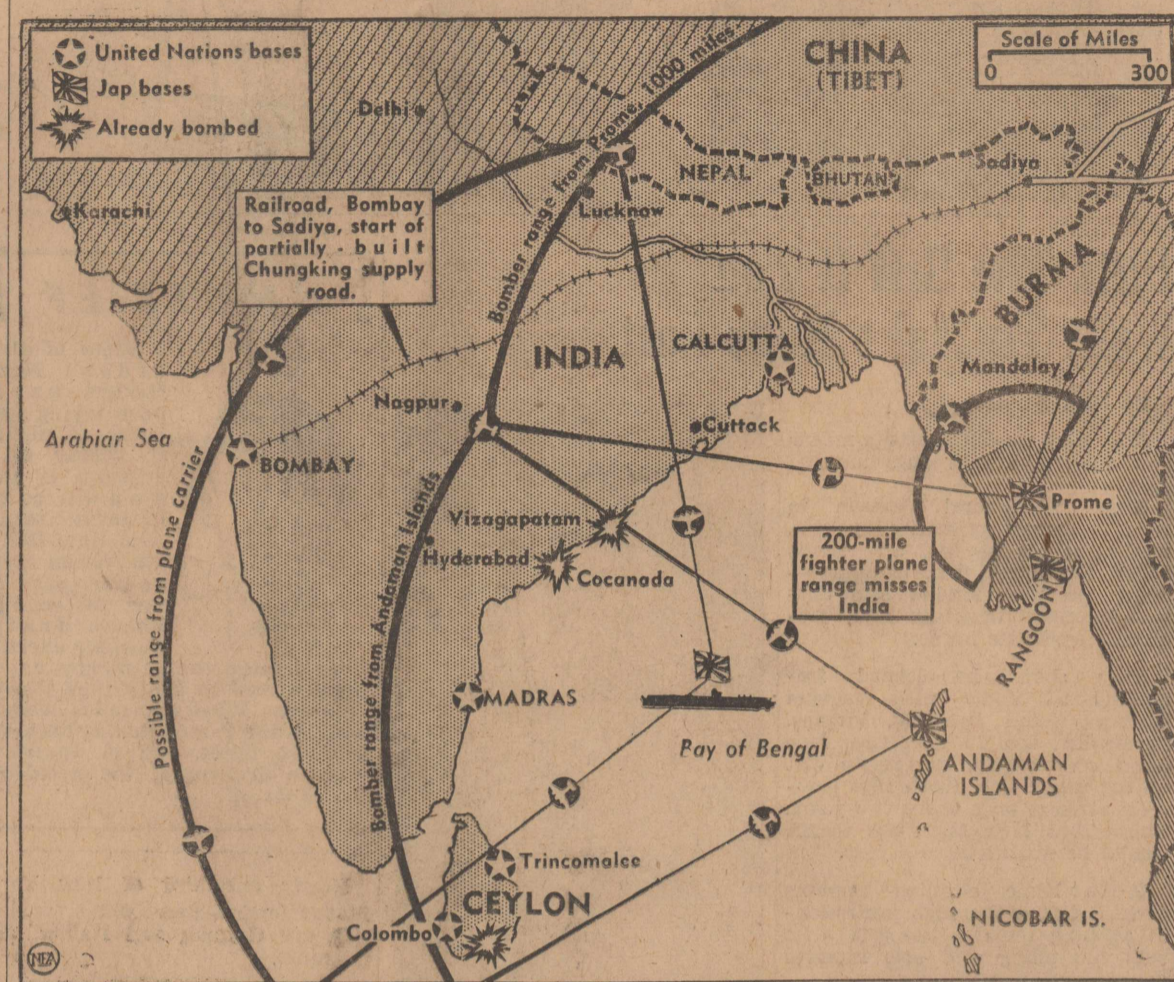 United Nations bases
Jap bases
Already bombed
Scale of Miles
0 300
CHINA
(TIBET)
Delhi
Bomber range from Prome, 1000 miles
NEPAL
BHUTAN
Sadiya
Karachi
Lucknow
Railroad, Bombay
to Sadiya, start of
partially - built
Chungking supply
road.
BURMA
INDIA
CALCUTTA
Mandalay
Nagpur
Cuttack
Arabian Sea
BOMBAY
Prome
Possible range from plane carrier
Bomber range from Andaman Islands
Vizagapatam
Hyderabad
Cocanada
200-mile
fighter plane
range misses
India
RANGOON
MADRAS
Bay of Bengal
ANDAMAN
ISLANDS
Trincomalee
CEYLON
Colombo
NICOBAR IS.
NEA